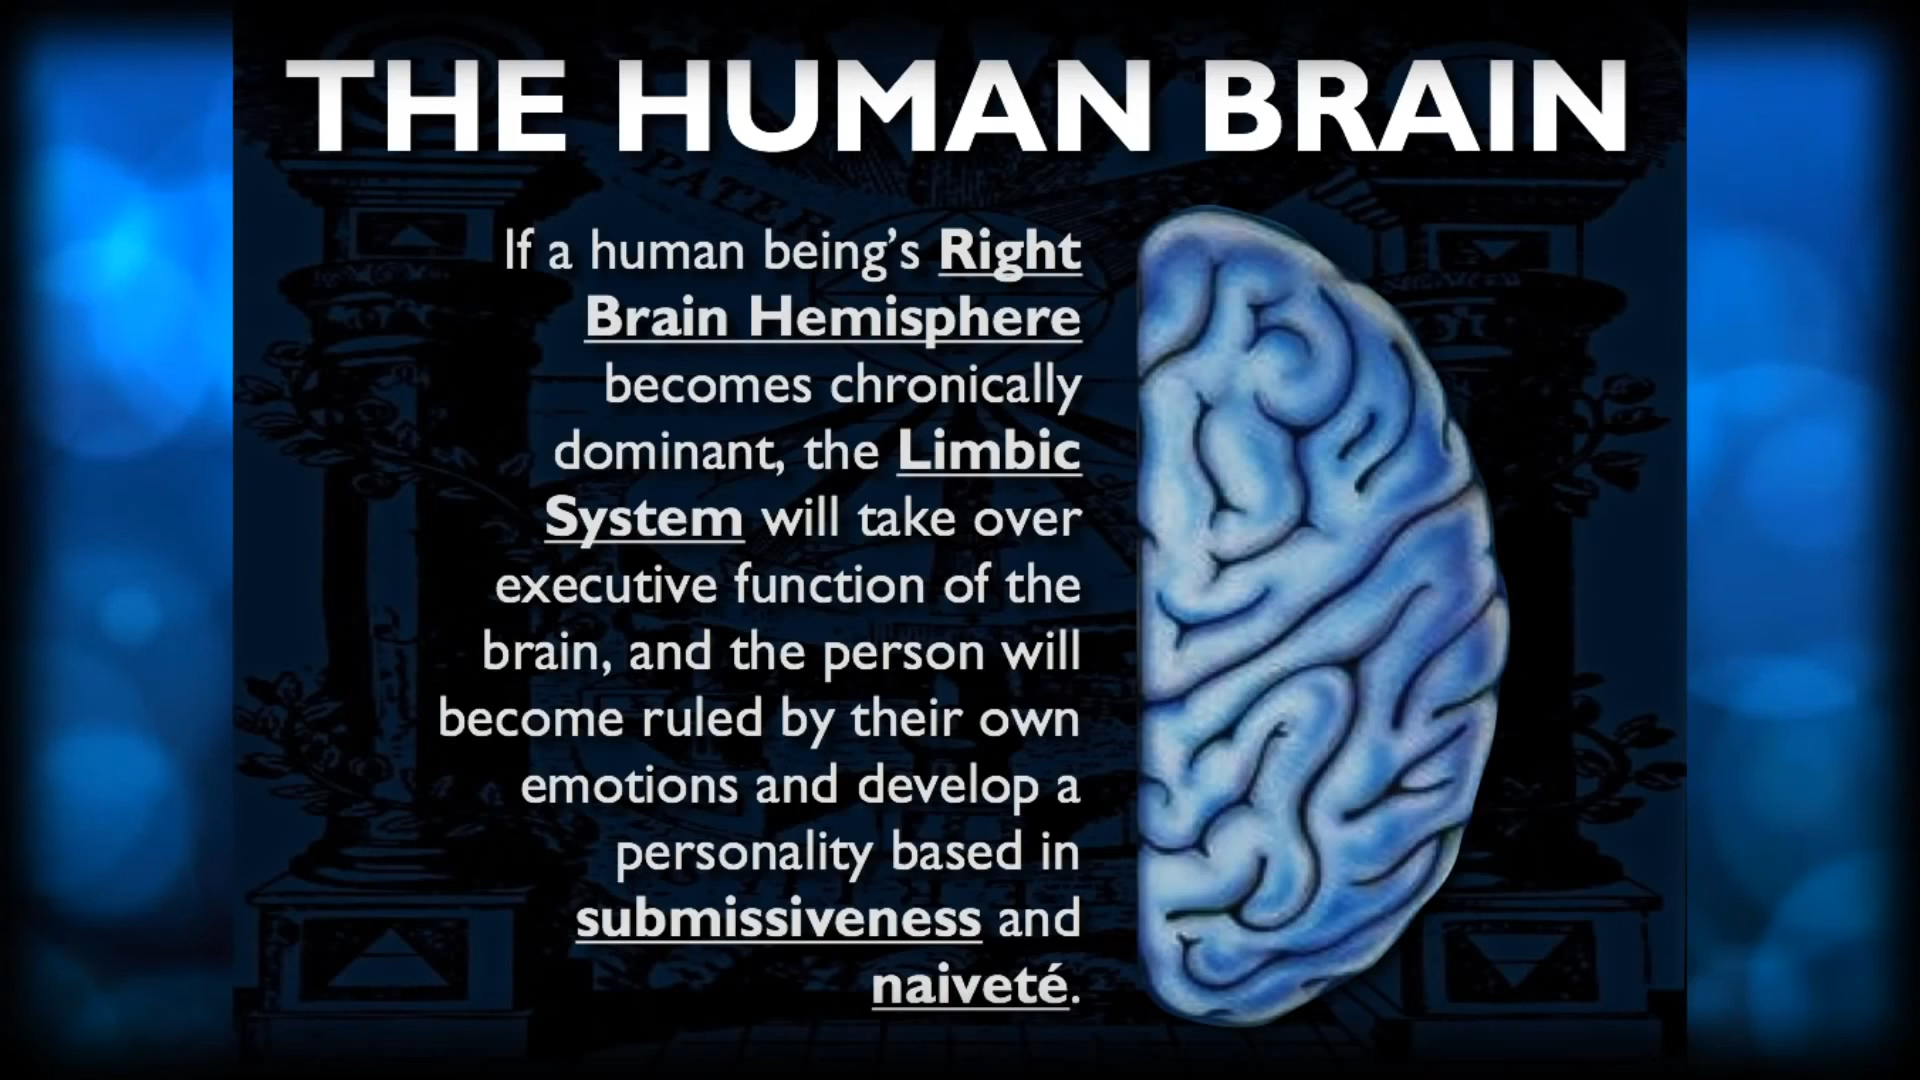 THE HUMAN BRAIN
If a human being's Right
Brain Hemisphere
becomes chronically
dominant, the Limbic
System will take over
executive function of the
brain, and the person will
become ruled by their own
emotions and develop a
personality based in
submissiveness and
naiveté.
PATER